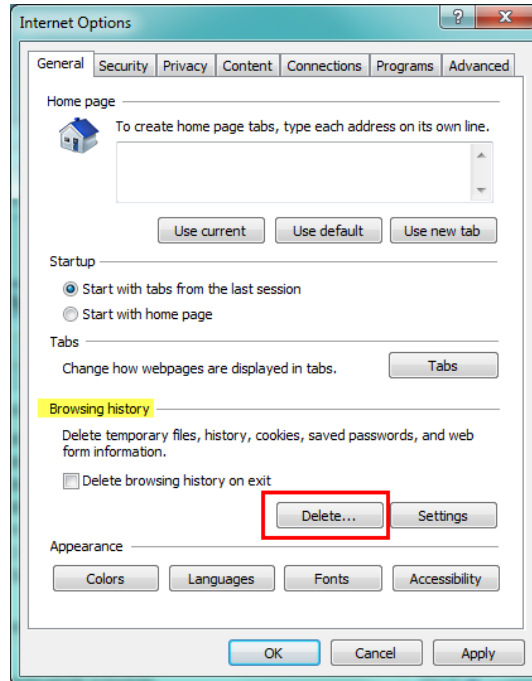 Internet Options
General Security Privacy Content Connections Programs Advanced
Home page
To create home page tabs, type each address on its own line.
Use current Use default Use new tab
Startup
Start with tabs from the last session
Start with home page
Tabs
Change how webpages are displayed in tabs. Tabs
Browsing history
Delete temporary files, history, cookies, saved passwords, and web
form information.
Delete browsing history on exit
Delete... Settings
Appearance
Colors Languages Fonts Accessibility
OK Cancel Apply